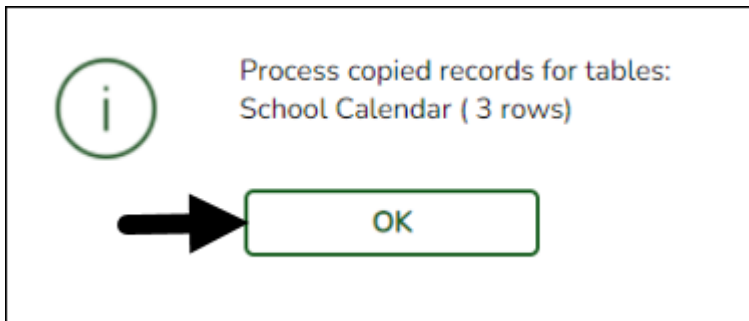 Process copied records for tables:
School Calendar ( 3 rows)
OK